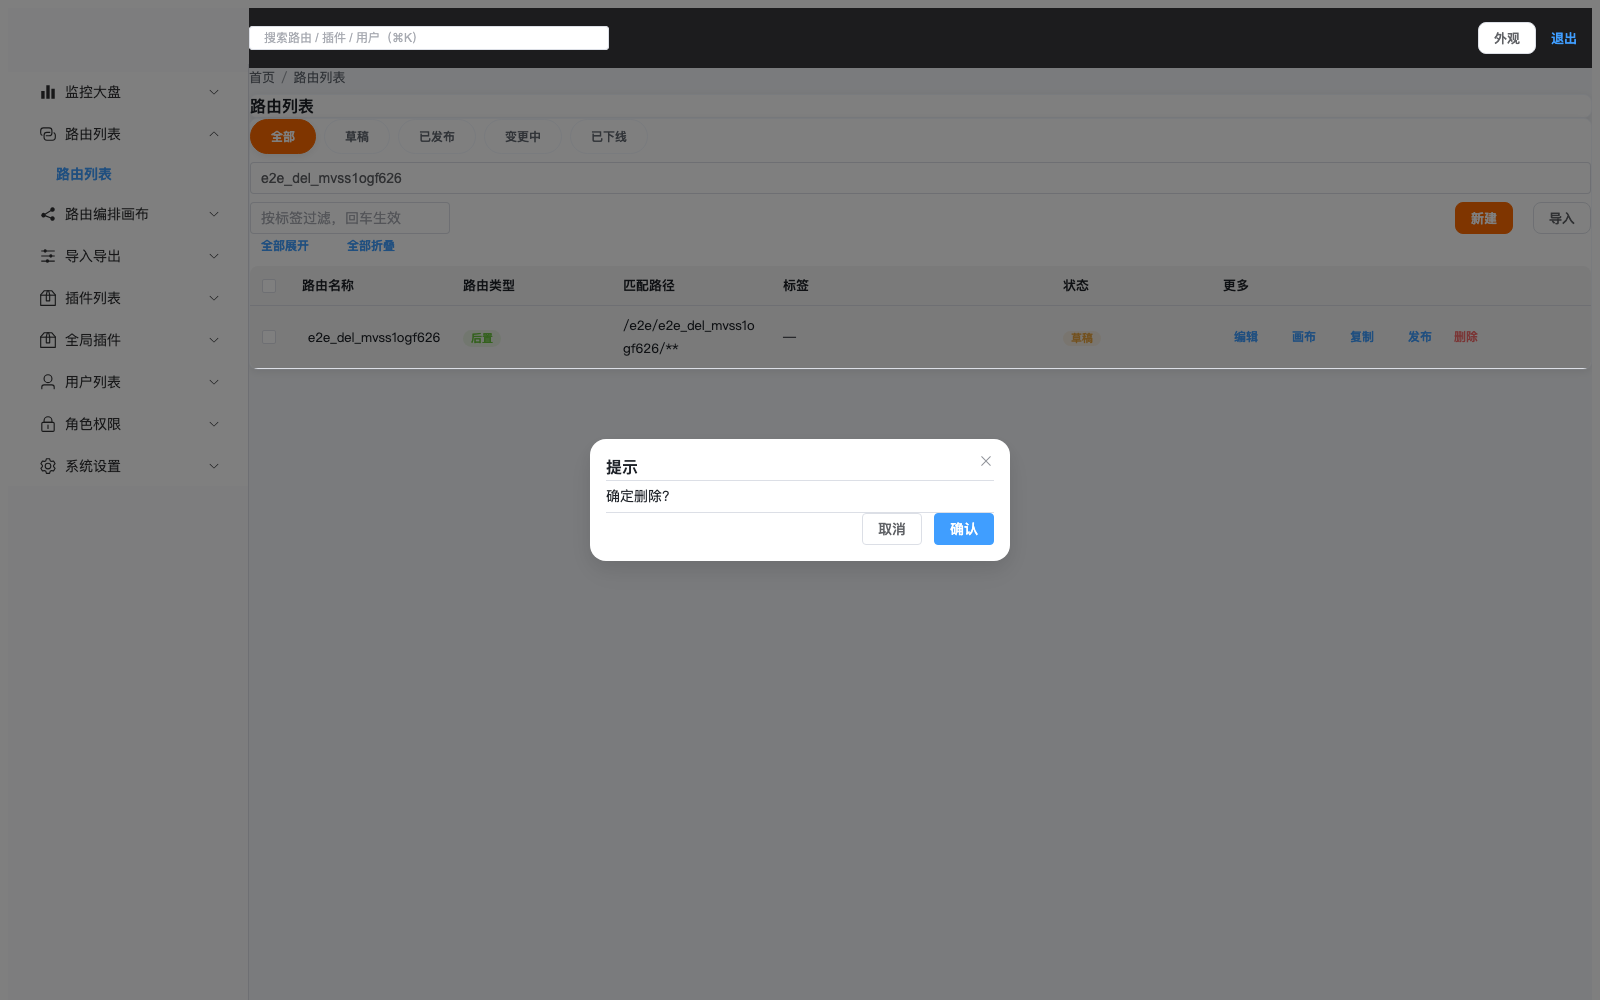 搜索路由 / 插件 / 用户（⌘K）
外观
退出
监控大盘
路由列表
路由列表
路由编排画布
导入导出
插件列表
全局插件
用户列表
角色权限
系统设置
首页 / 路由列表
路由列表
全部 草稿 已发布 变更中 已下线
e2e_del_mvss1ogf626
按标签过滤，回车生效
新建 导入
全部展开 全部折叠
路由名称 路由类型 匹配路径 标签 状态 更多
e2e_del_mvss1ogf626 后置 /e2e/e2e_del_mvss1o
gf626/** — 草稿 编辑 画布 复制 发布 删除
提示
确定删除?
取消 确认